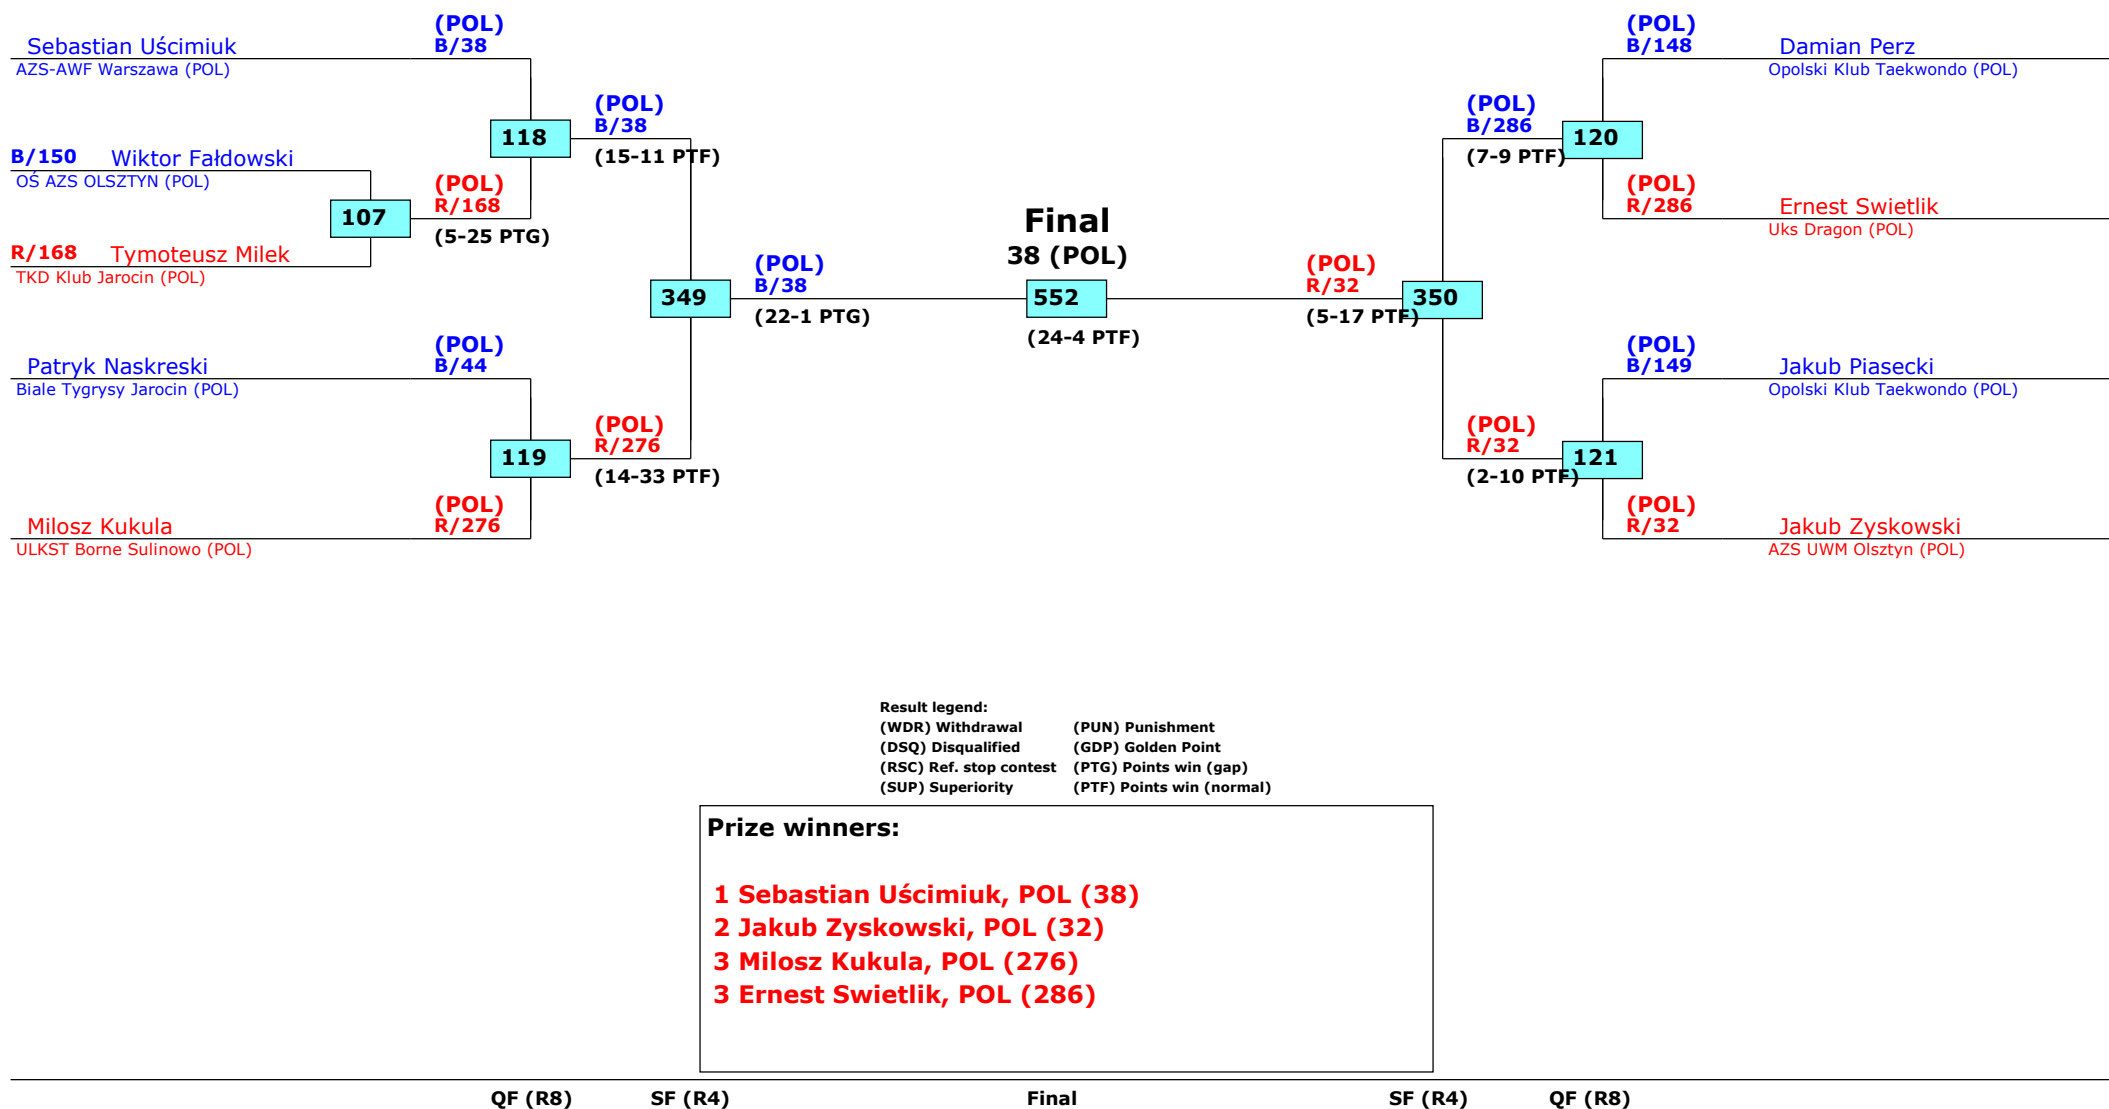 (POL)
B/38
Sebastian Uścimiuk
AZS-AWF Warszawa (POL)
118
(POL)
B/38
(15-11 PTF)
B/150 Wiktor Fałdowski
OŚ AZS OLSZTYN (POL)
107
(POL)
R/168
(5-25 PTG)
R/168 Tymoteusz Milek
TKD Klub Jarocin (POL)
349
(POL)
B/38
(22-1 PTG)
(POL)
B/44
Patryk Naskreski
Biale Tygrysy Jarocin (POL)
119
(POL)
R/276
(14-33 PTF)
(POL)
R/276
Milosz Kukula
ULKST Borne Sulinowo (POL)
Final
38 (POL)
552
(24-4 PTF)
(POL)
R/32
(5-17 PTF)
350
(POL)
B/148
Damian Perz
Opolski Klub Taekwondo (POL)
(POL)
B/286
(7-9 PTF)
120
(POL)
R/286
Ernest Swietlik
Uks Dragon (POL)
(POL)
B/149
Jakub Piasecki
Opolski Klub Taekwondo (POL)
(POL)
R/32
(2-10 PTF)
121
(POL)
R/32
Jakub Zyskowski
AZS UWM Olsztyn (POL)
Result legend:
(WDR) Withdrawal (PUN) Punishment
(DSQ) Disqualified (GDP) Golden Point
(RSC) Ref. stop contest (PTG) Points win (gap)
(SUP) Superiority (PTF) Points win (normal)
Prize winners:
1 Sebastian Uścimiuk, POL (38)
2 Jakub Zyskowski, POL (32)
3 Milosz Kukula, POL (276)
3 Ernest Swietlik, POL (286)
QF (R8) SF (R4) Final SF (R4) QF (R8)